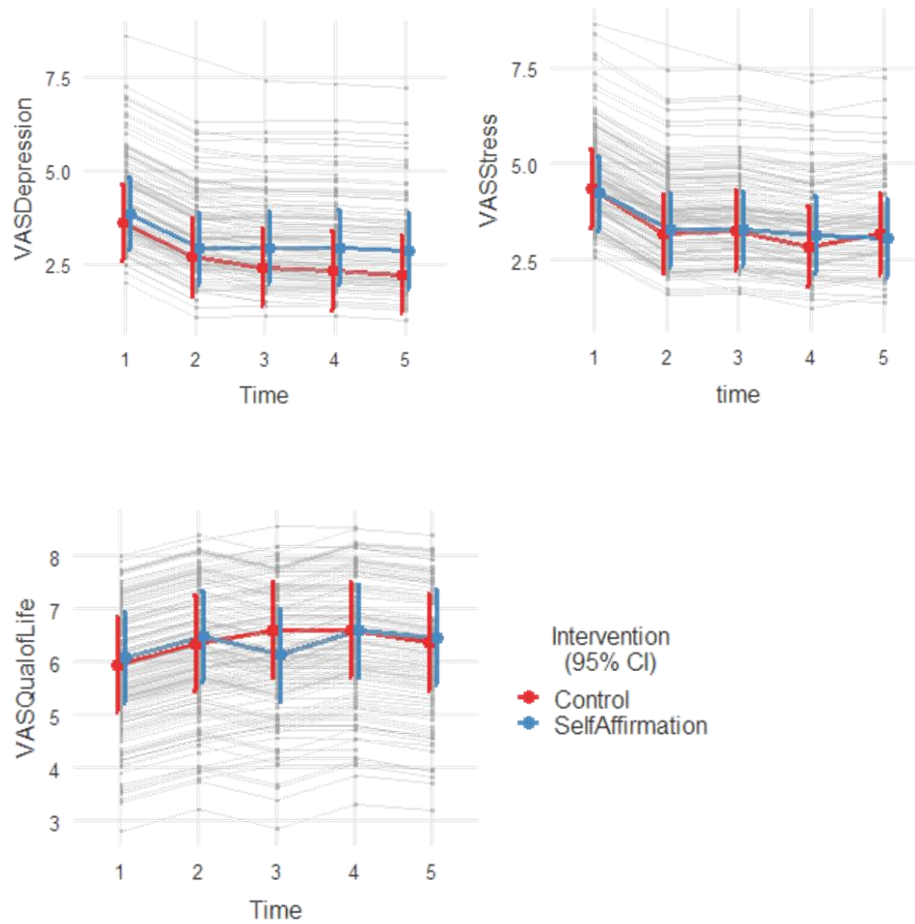 VASDepression
7.5
5.0
2.5
1 2 3 4 5
Time
VASStress
7.5
5.0
2.5
1 2 3 4 5
time
VASQualofLife
8
7
6
5
4
3
1 2 3 4 5
Time
Intervention
(95% CI)
Control
SelfAffirmation